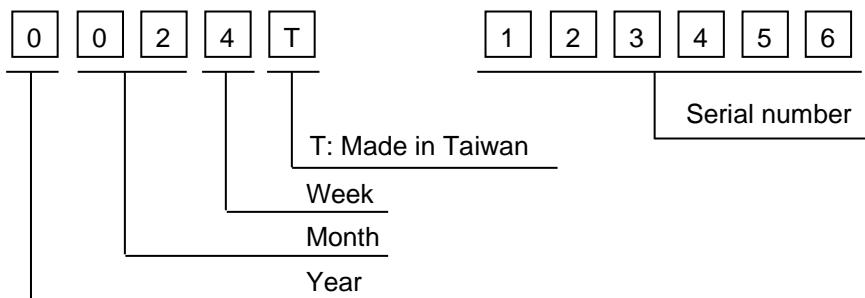 0 0 2 4 T 1 2 3 4 5 6
Serial number
T: Made in Taiwan
Week
Month
Year